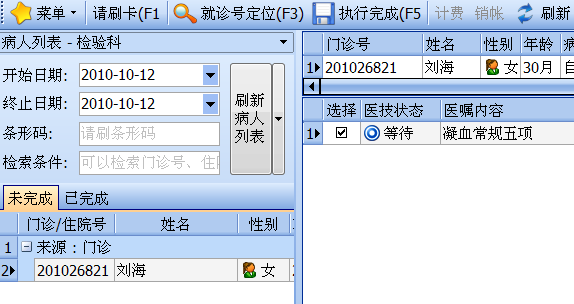 菜单 请刷卡(F1 就诊号定位(F3) 执行完成(F5 计费 销帐 刷新
病人列表 - 检验科
开始日期: 2010-10-12
终止日期: 2010-10-12
条形码: 请刷条形码
检索条件: 可以检索门诊号、住
刷新
病人
列表
未完成 已完成
门诊/住院号 姓名 性别
1 来源：门诊
2 201026821 刘海 女
门诊号 姓名 性别 年龄
1 201026821 刘海 女 30月
选择 医技状态 医嘱内容
1 等待 凝血常规五项